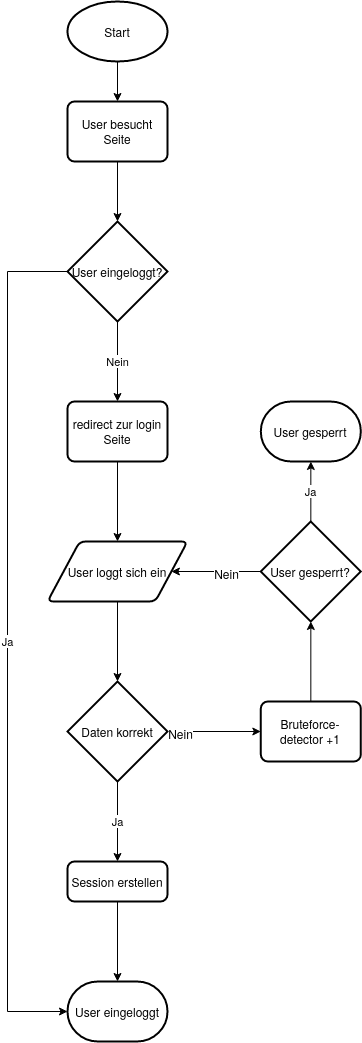 Start
User besucht
Seite
User eingeloggt?
Nein
redirect zur login
Seite
User gesperrt
Ja
User loggt sich ein
Nein
User gesperrt?
Ja
Daten korrekt
Nein
Bruteforce-
detector +1
Ja
Session erstellen
User eingeloggt